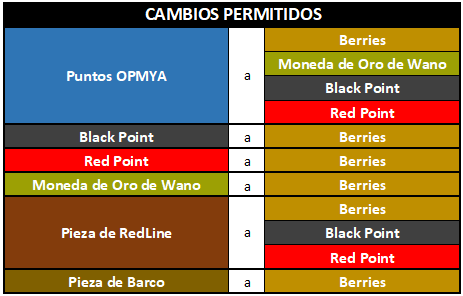 CAMBIOS PERMITIDOS
Puntos OPMYA a Berries
Moneda de Oro de Wano
Black Point
Red Point
Black Point a Berries
Red Point a Berries
Moneda de Oro de Wano a Berries
Pieza de RedLine a Berries
Black Point
Red Point
Pieza de Barco a Berries